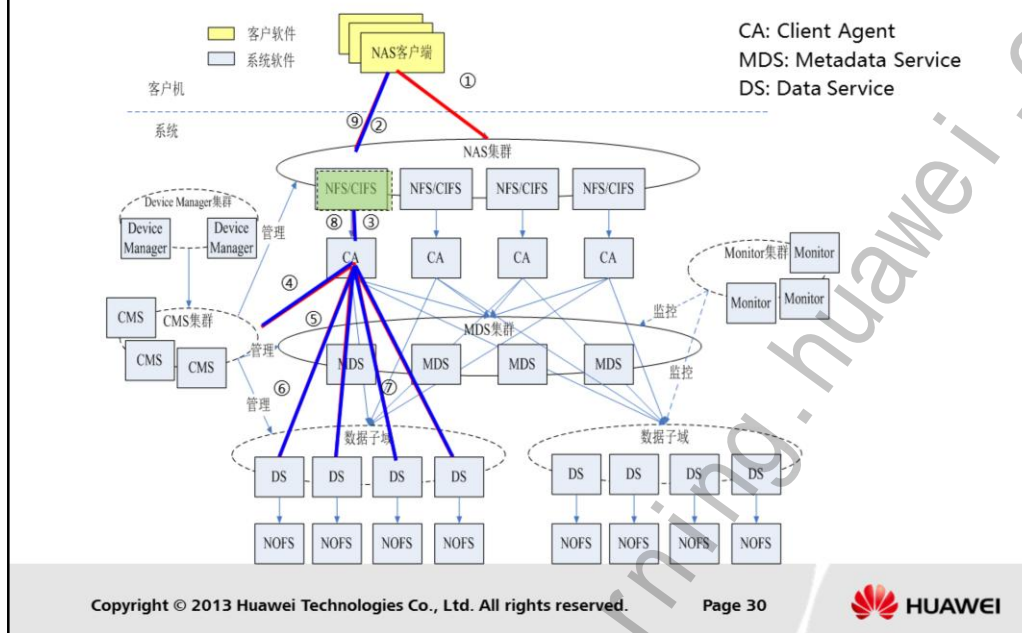 客户软件
系统软件
NAS客户端
CA: Client Agent
MDS: Metadata Service
DS: Data Service
①
客户机
⑨ ②
系统
NAS集群
NFS/CIFS NFS/CIFS NFS/CIFS NFS/CIFS
Device Manager集群
Device Manager
Device Manager
管理
⑧ ③
CA CA CA CA
Monitor集群
Monitor
Monitor
Monitor
④
CMS集群
CMS
CMS
CMS
⑤
监控
MDS集群
管理
MDS MDS MDS MDS
监控
⑥ ⑦
管理
数据子域 数据子域
DS DS DS DS DS DS DS DS
NOFS NOFS NOFS NOFS NOFS NOFS NOFS NOFS
Copyright © 2013 Huawei Technologies Co., Ltd. All rights reserved. Page 30
HUAWEI
rning.huawei.